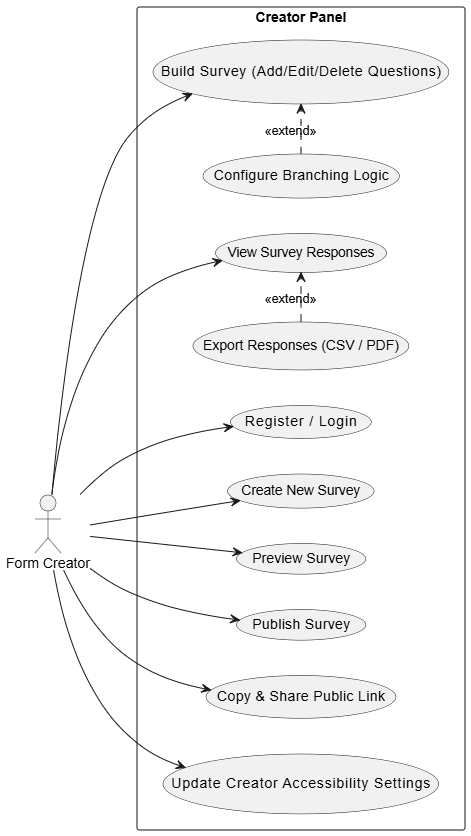 Creator Panel
Build Survey (Add/Edit/Delete Questions)
«extend»
Configure Branching Logic
View Survey Responses
«extend»
Export Responses (CSV / PDF)
Register / Login
Create New Survey
Form Creator
Preview Survey
Publish Survey
Copy & Share Public Link
Update Creator Accessibility Settings